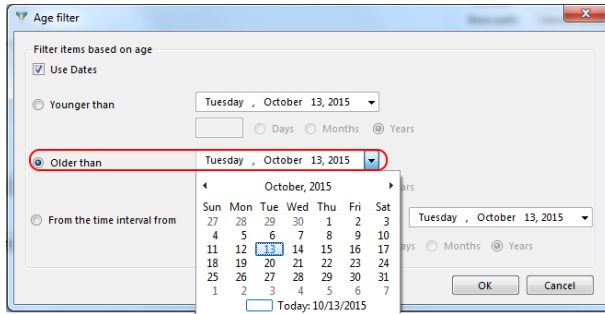 Age filter
Filter items based on age
Use Dates
Younger than Tuesday , October 13, 2015
Days Months Years
Older than Tuesday , October 13, 2015
October, 2015
ars
Sun Mon Tue Wed Thu Fri Sat
27 28 29 30 1 2 3
From the time interval from Tuesday , October 13, 2015
4 5 6 7 8 9 10
11 12 13 14 15 16 17
ays Months Years
18 19 20 21 22 23 24
25 26 27 28 29 30 31
1 2 3 4 5 6 7
Today: 10/13/2015
OK Cancel